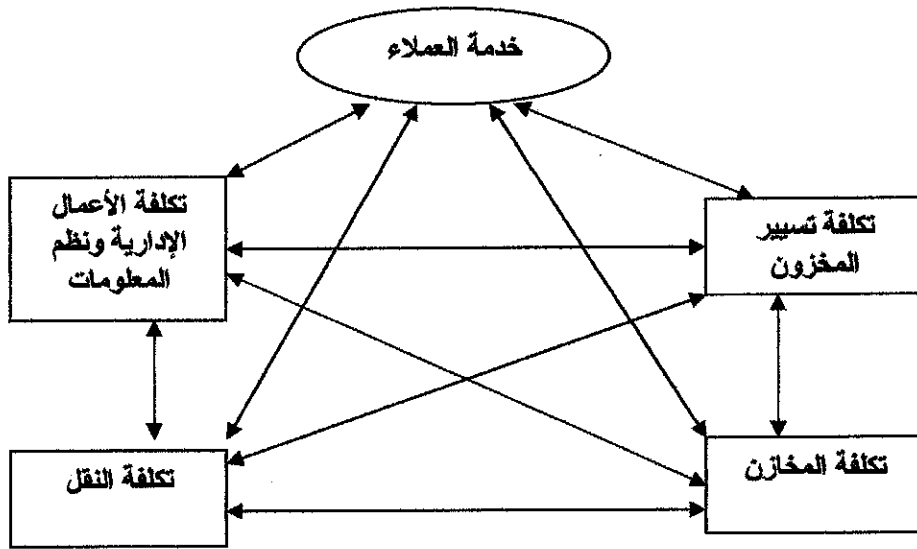 خدمة العملاء
تكلفة الأعمال
الإدارية ونظم
المعلومات
تكلفة تسيير
المخزون
تكلفة النقل
تكلفة المخازن